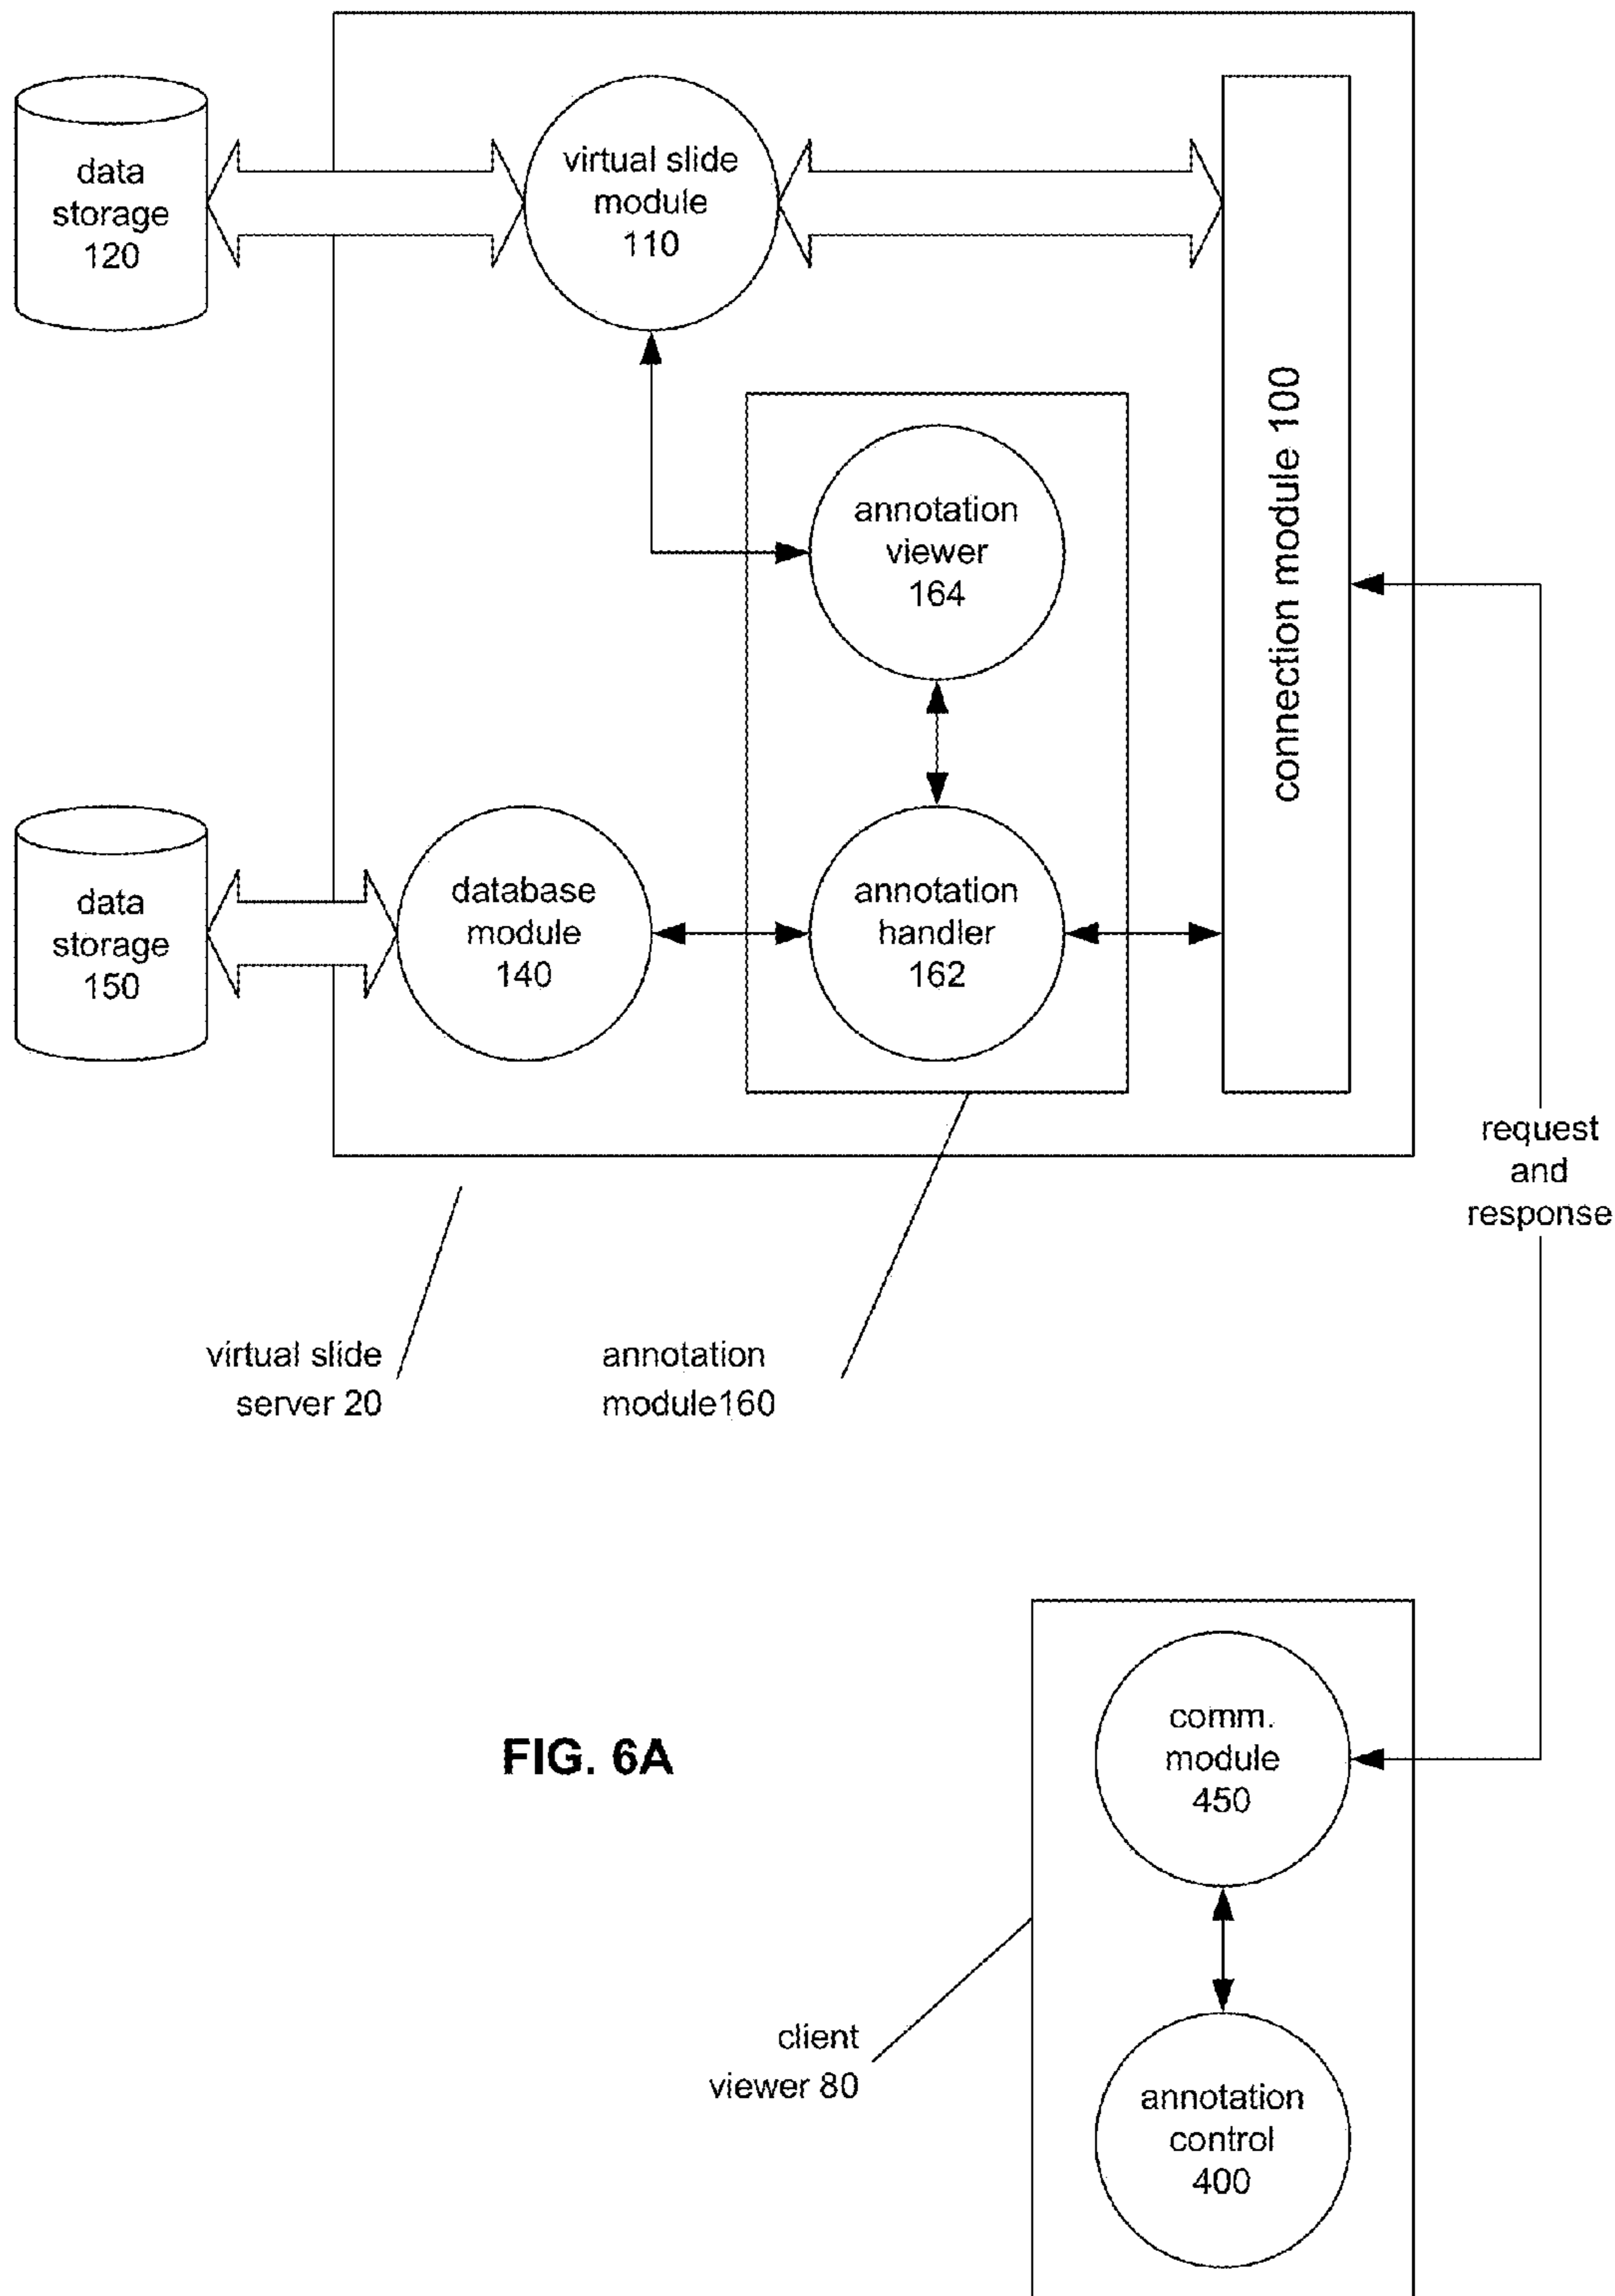 data
storage
120
virtual slide
module
110
connection module 100
annotation
viewer
164
data
storage
150
database
module
140
annotation
handler
162
request
and
response
virtual slide
server 20
annotation
module160
FIG. 6A
comm.
module
450
client
viewer 80
annotation
control
400